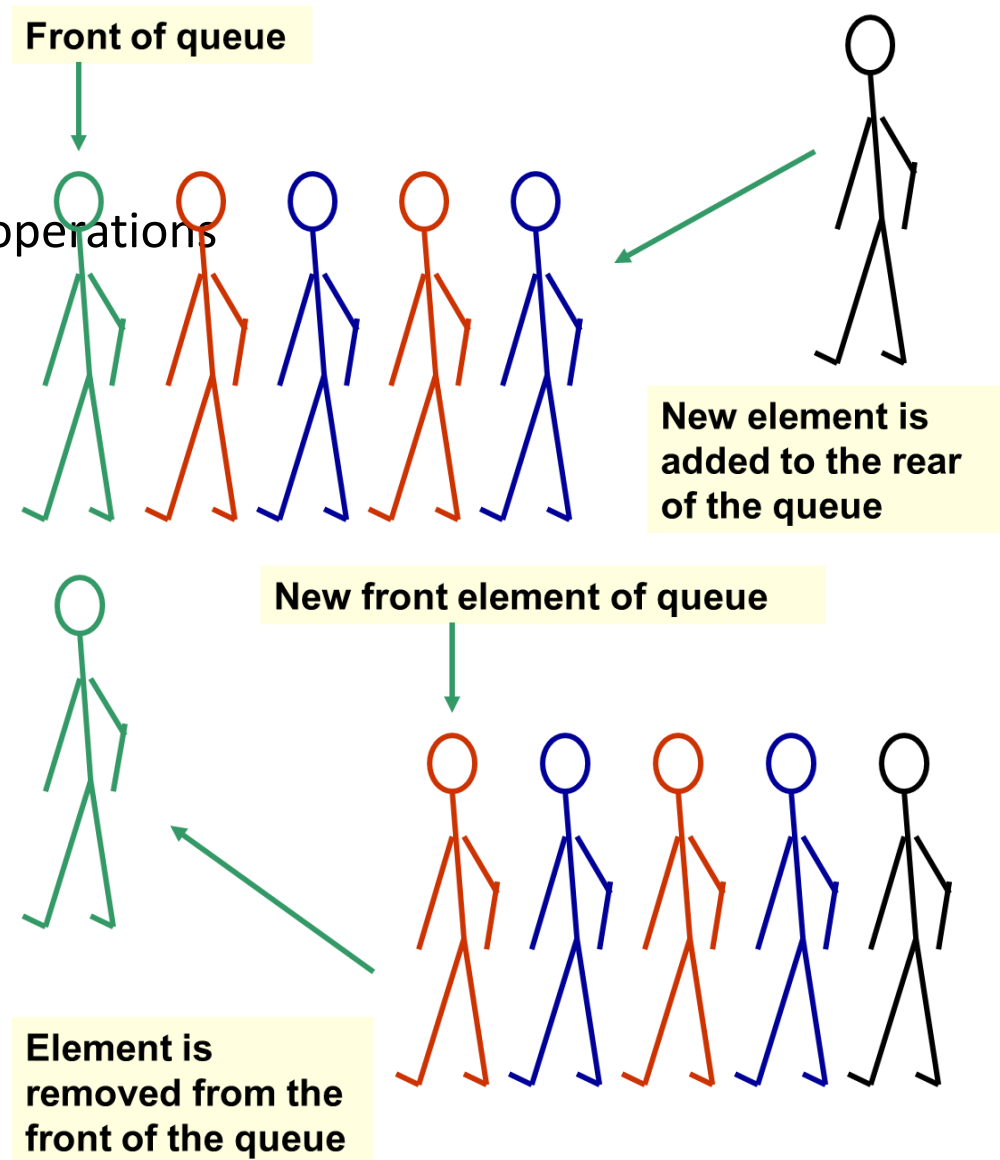 Front of queue
operations
New element is
added to the rear
of the queue
New front element of queue
Element is
removed from the
front of the queue